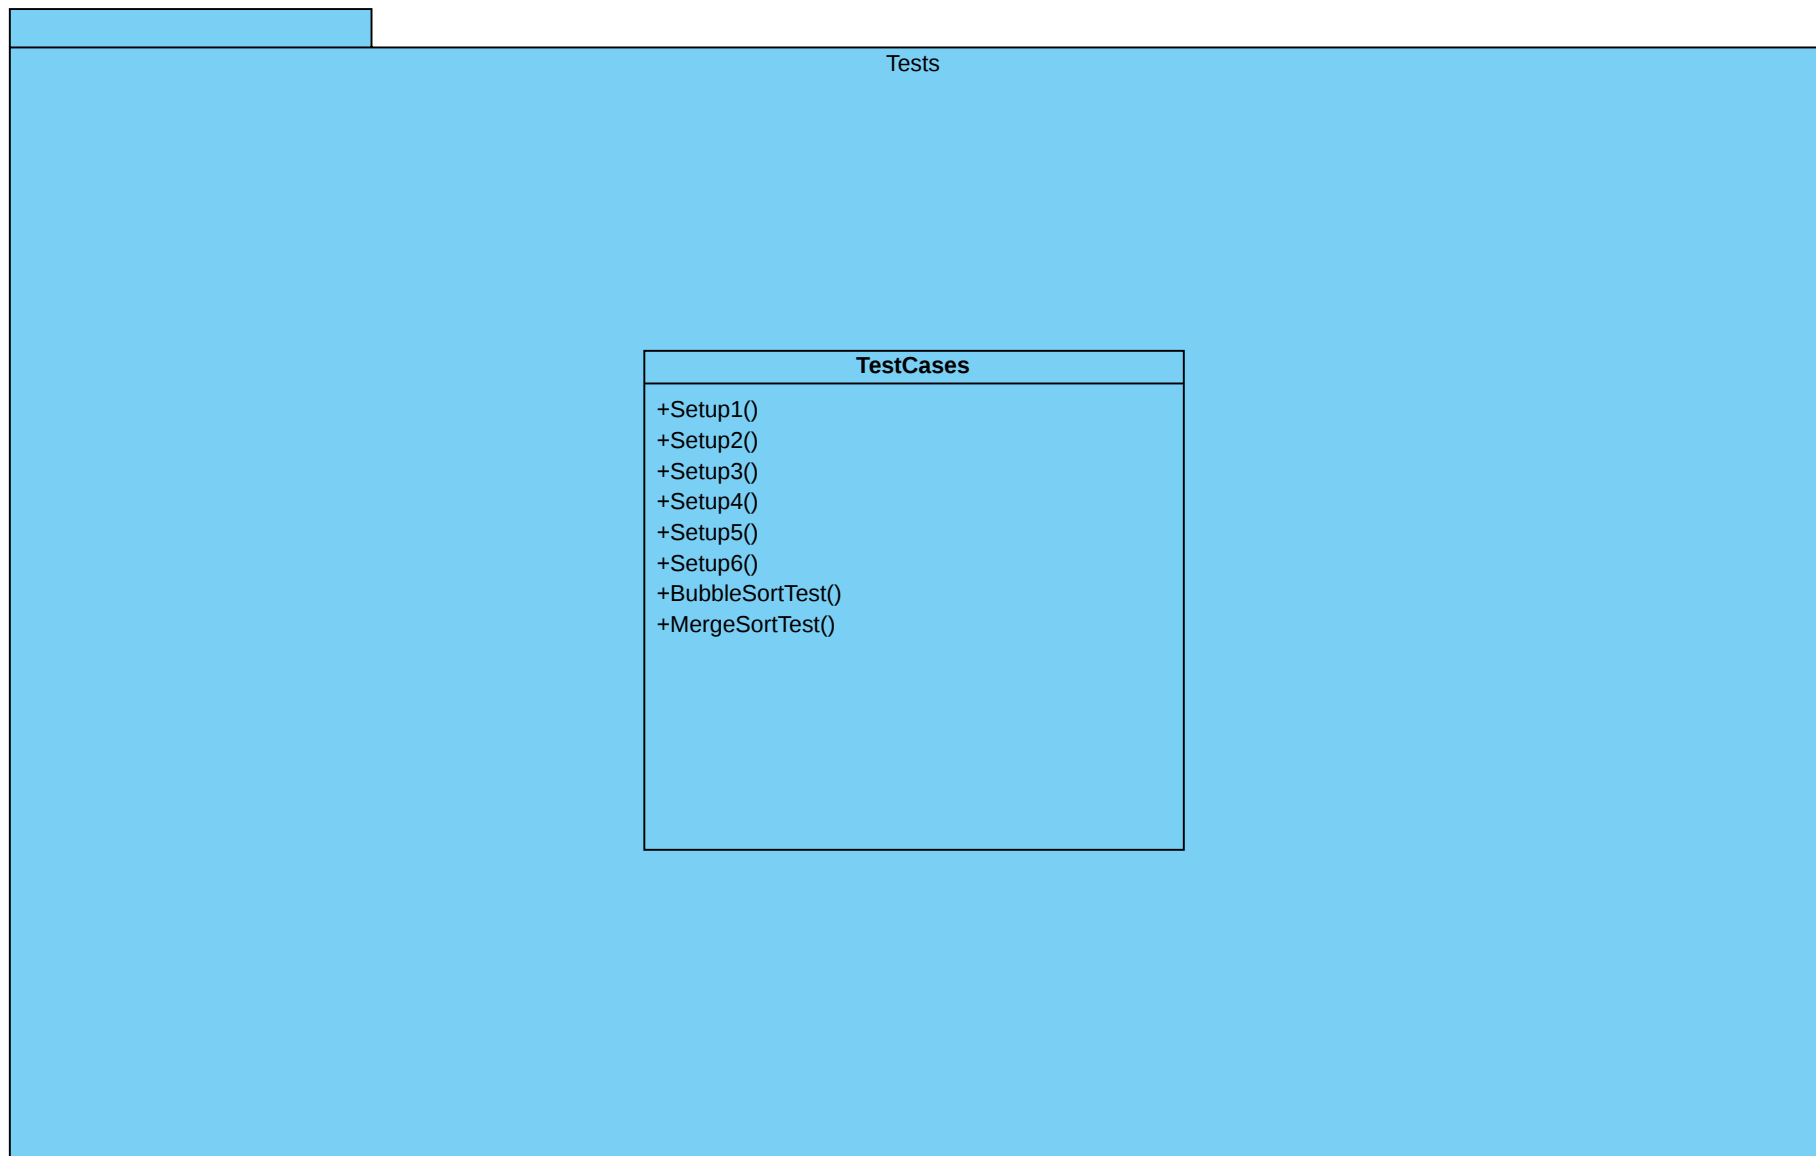 Tests
TestCases
+Setup1()
+Setup2()
+Setup3()
+Setup4()
+Setup5()
+Setup6()
+BubbleSortTest()
+MergeSortTest()